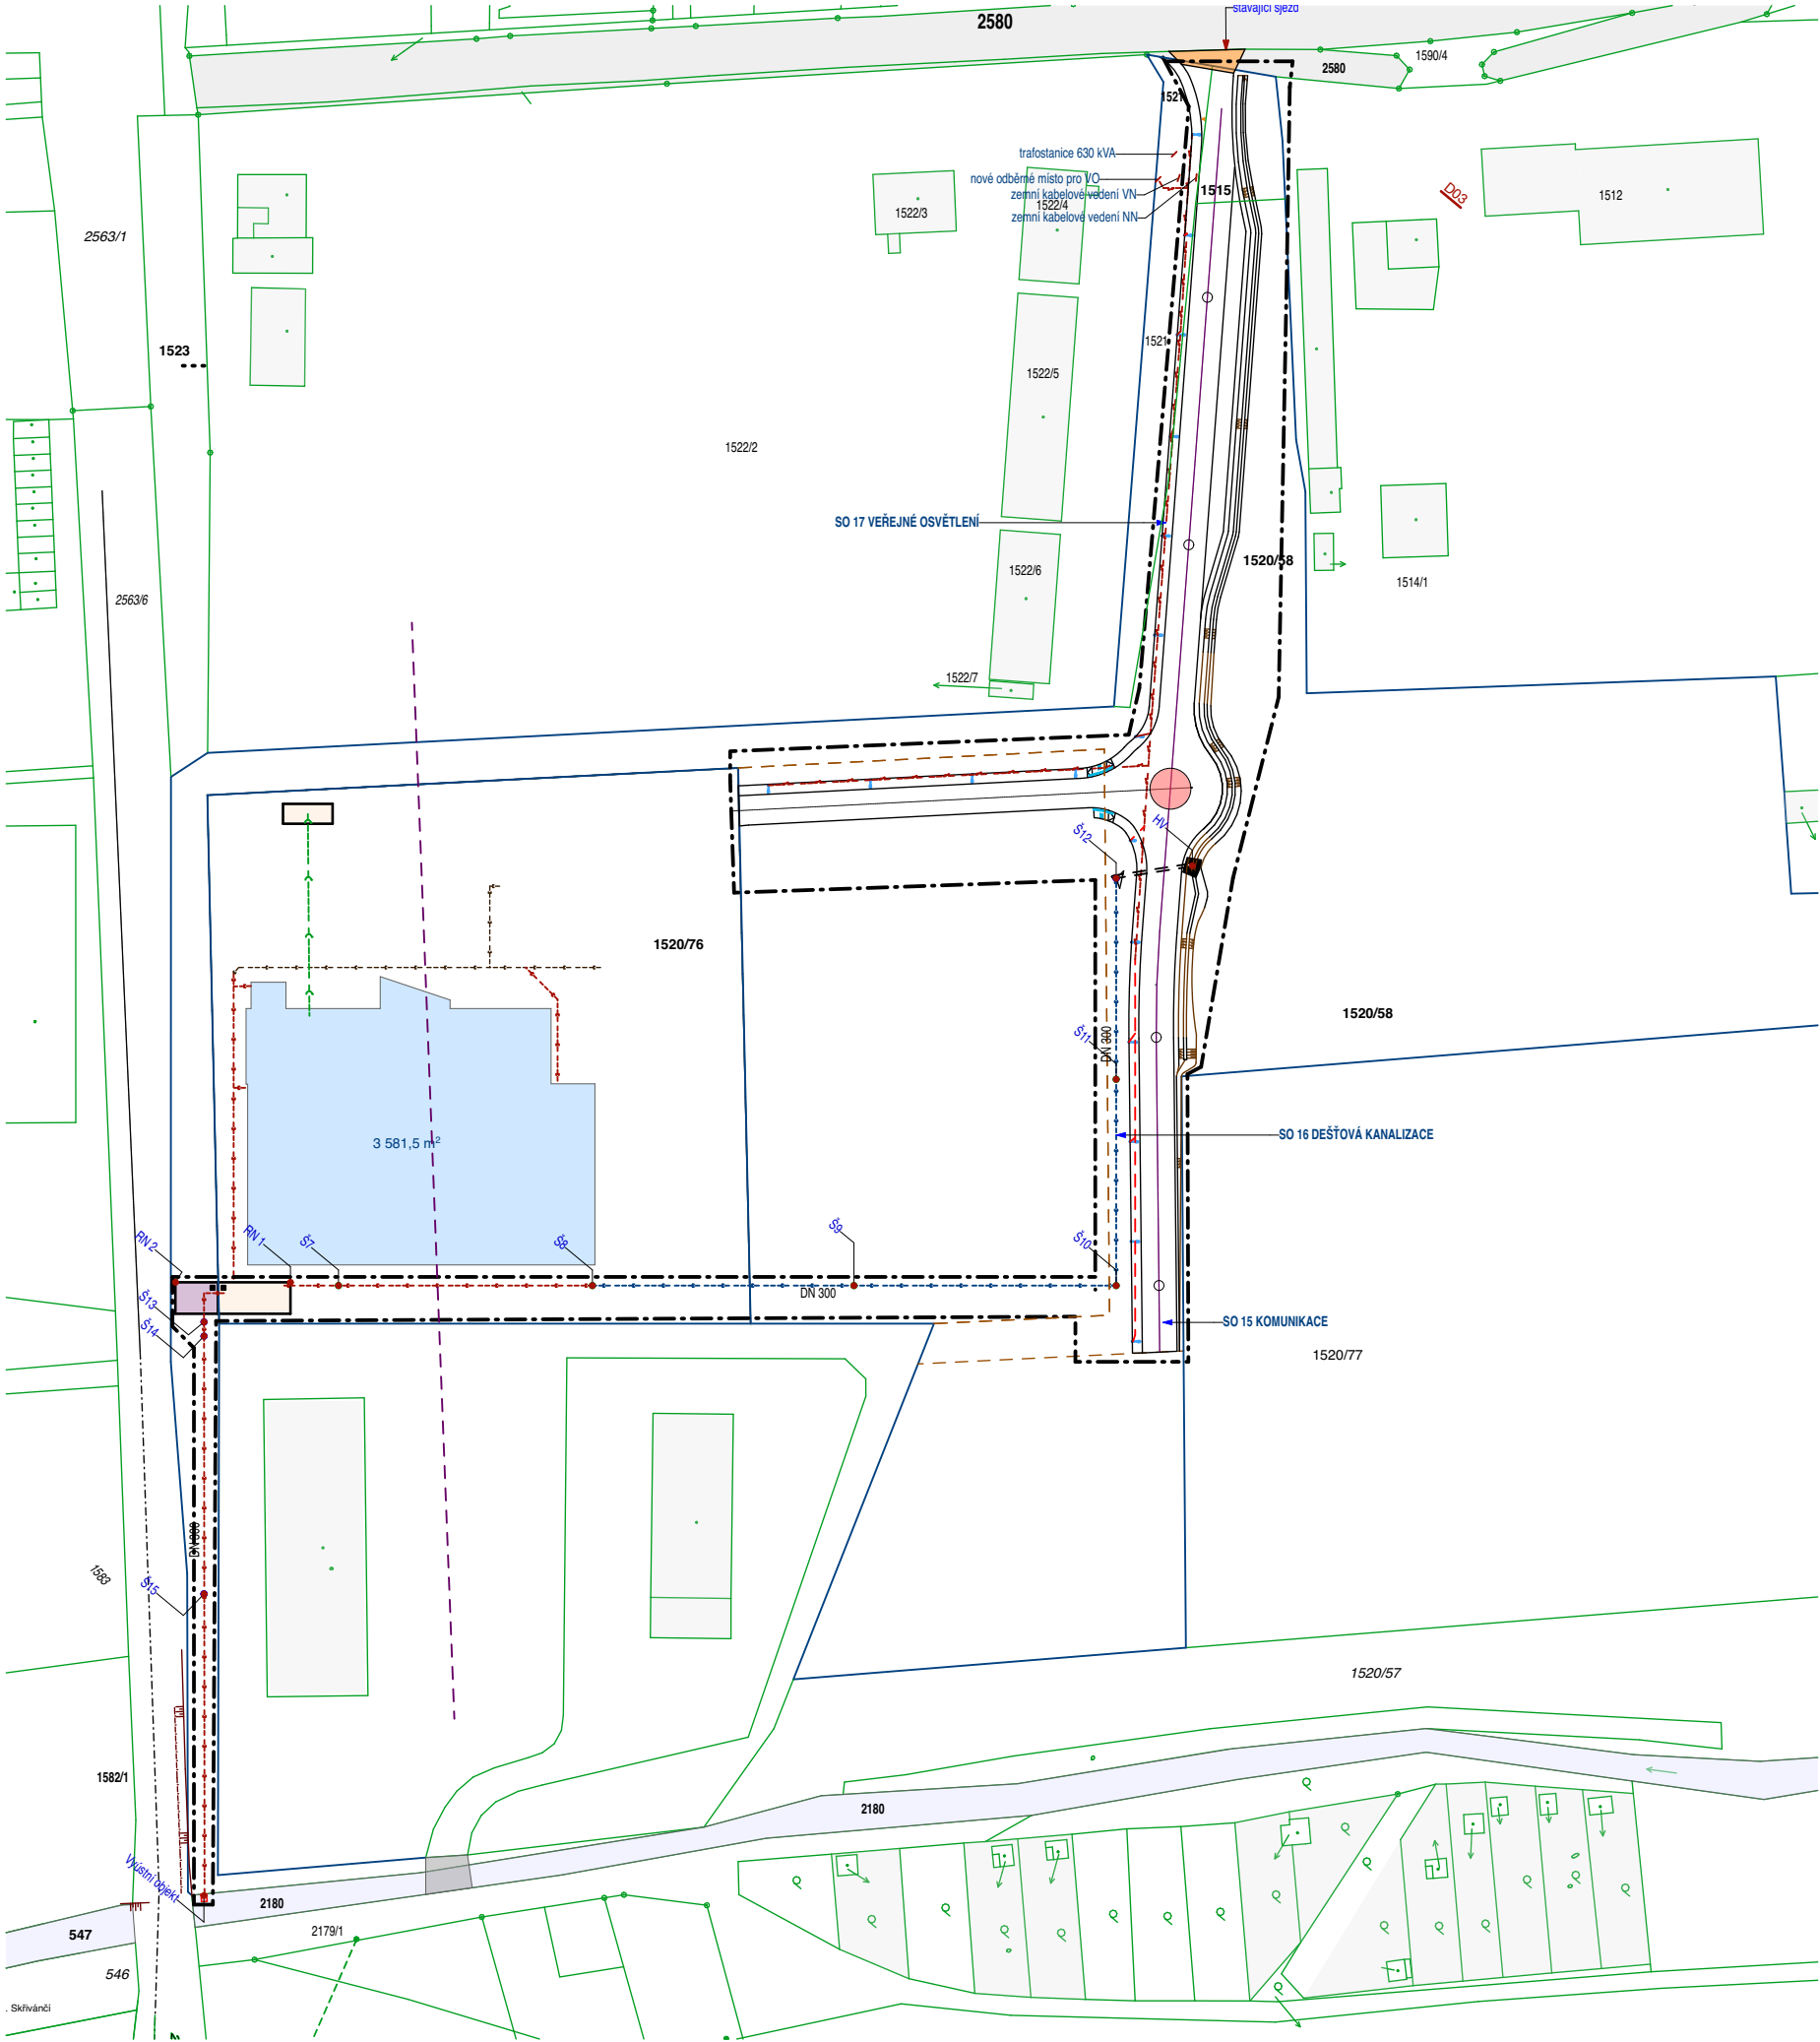 stávající sjezd
2580
1590/4
2580
1521
trafostanice 630 kVA
1512
nové odběrné místo pro VO
1515
D03
zemní kabelové vedení VN
1522/4
1522/3
zemní kabelové vedení NN
2563/1
1521
1523
1522/5
1522/2
SO 17 VEŘEJNÉ OSVĚTLENÍ
1520/58
1522/6
1514/1
2563/6
1522/7
HV
Š12
1520/76
1520/58
Š11
DN 300
SO 16 DEŠŤOVÁ KANALIZACE
3 581,5 m²
RN 2
RN 1
Š7
Š8
Š9
Š10
DN 300
Š13
Š14
SO 15 KOMUNIKACE
1520/77
DN 300
1583
Š15
1520/57
1582/1
2180
Vyústní objekt
2180
2179/1
547
546
. Skřivánčí